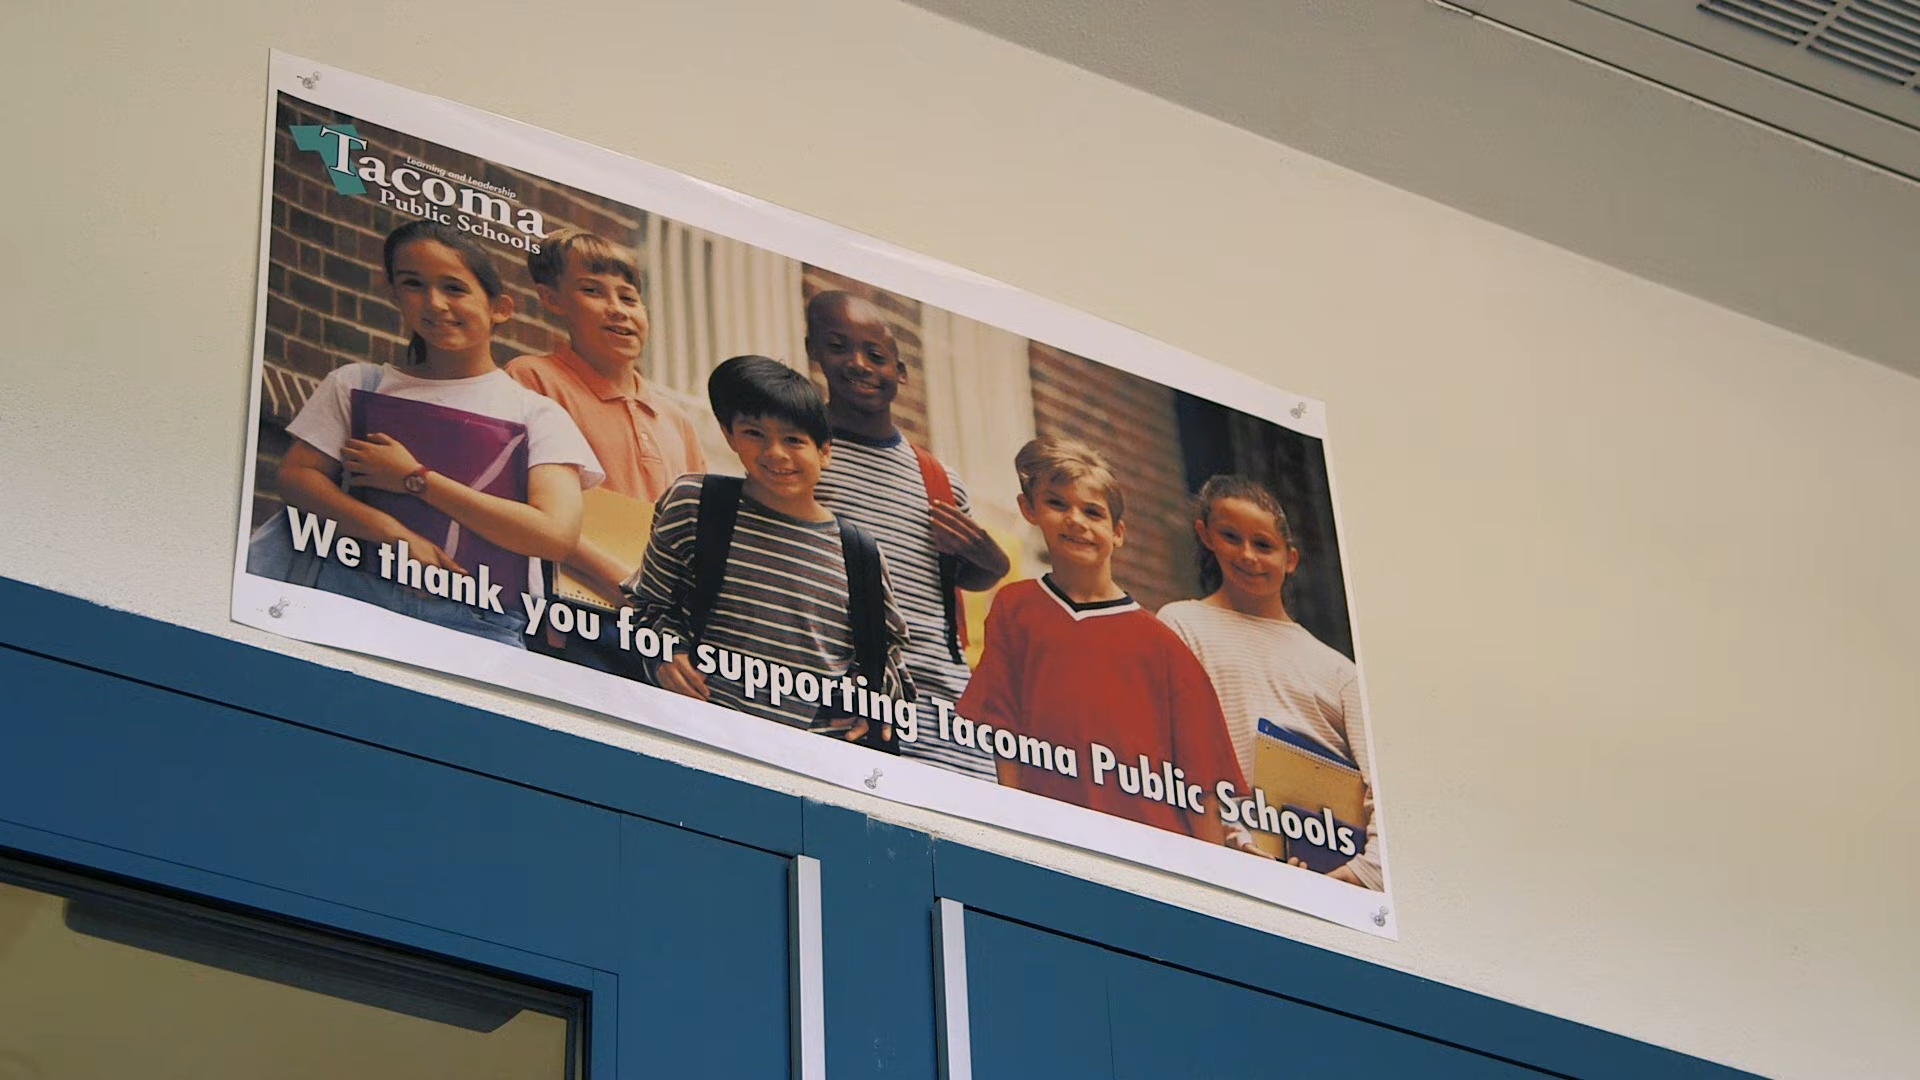 Learning and Leadership
Tacoma
Public Schools
We thank you for supporting Tacoma Public Schools